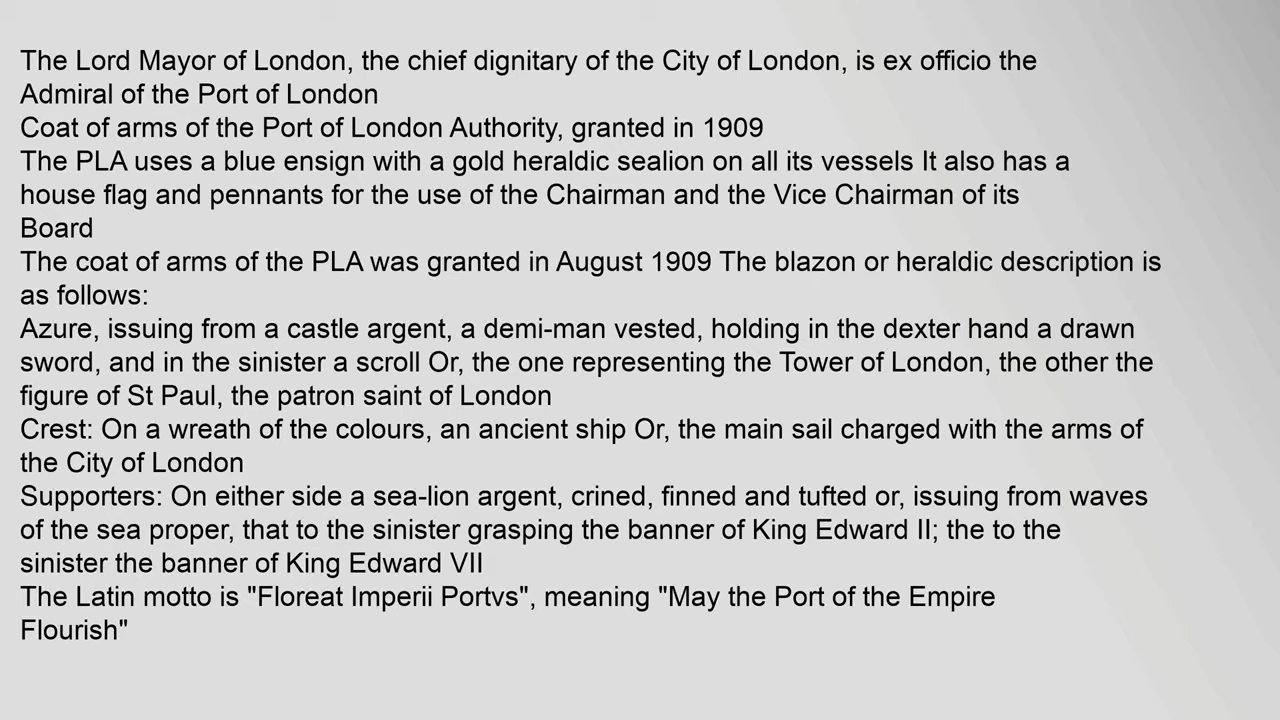 The Lord Mayor of London, the chief dignitary of the City of London, is ex officio the
Admiral of the Port of London
Coat of arms of the Port of London Authority, granted in 1909
The PLA uses a blue ensign with a gold heraldic sealion on all its vessels It also has a
house flag and pennants for the use of the Chairman and the Vice Chairman of its
Board
The coat of arms of the PLA was granted in August 1909 The blazon or heraldic description is
as follows:
Azure, issuing from a castle argent, a demi-man vested, holding in the dexter hand a drawn
sword, and in the sinister a scroll Or, the one representing the Tower of London, the other the
figure of St Paul, the patron saint of London
Crest: On a wreath of the colours, an ancient ship Or, the main sail charged with the arms of
the City of London
Supporters: On either side a sea-lion argent, crined, finned and tufted or, issuing from waves
of the sea proper, that to the sinister grasping the banner of King Edward II; the to the
sinister the banner of King Edward VII
The Latin motto is "Floreat Imperii Portvs", meaning "May the Port of the Empire
Flourish"